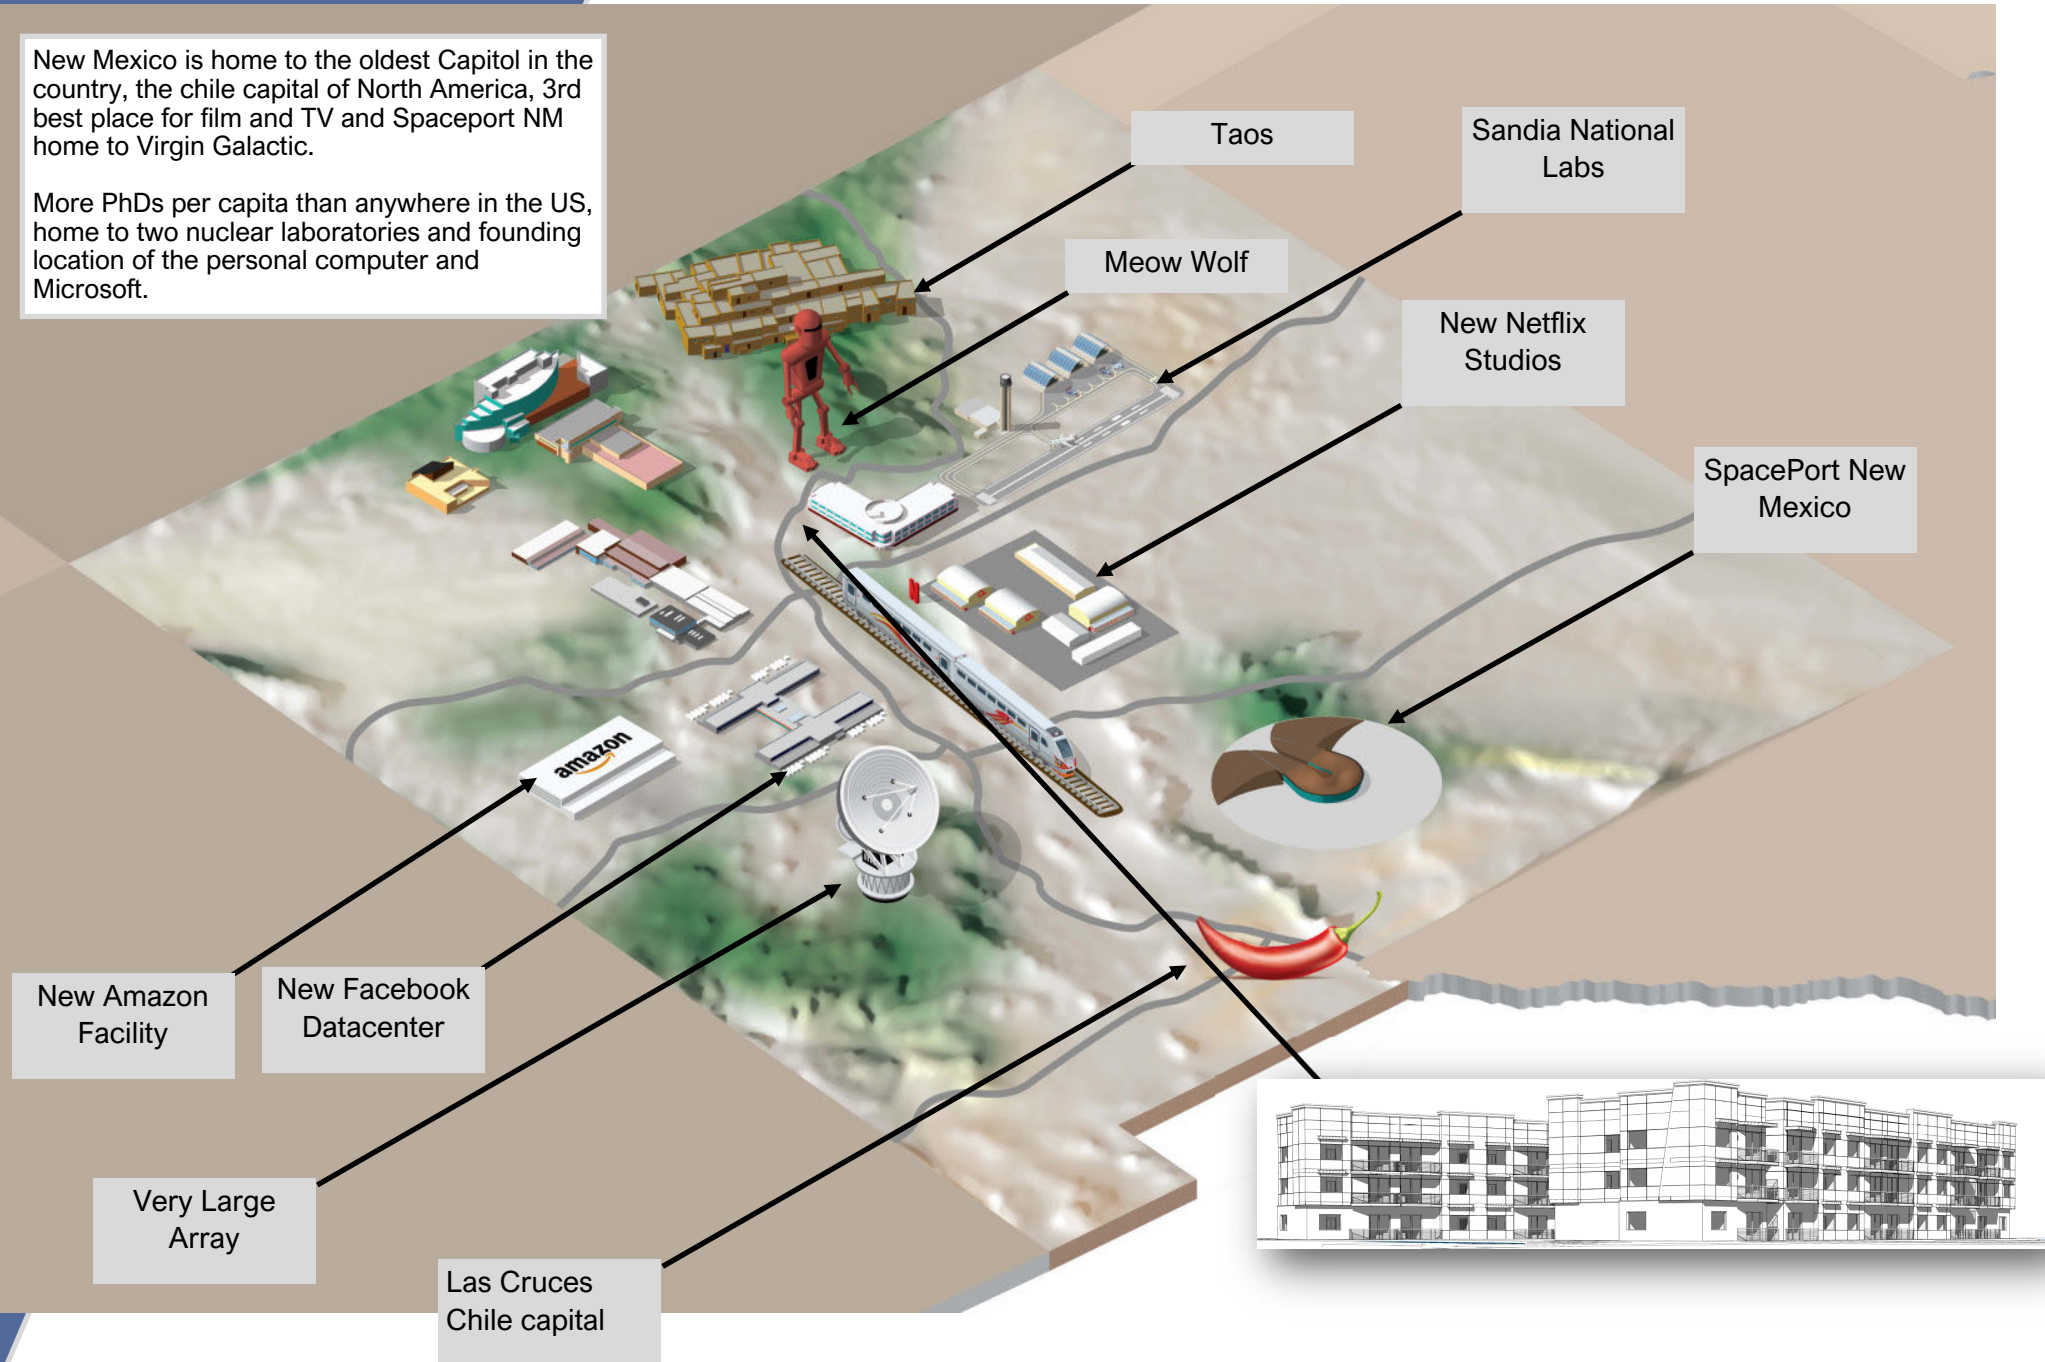 New Mexico is home to the oldest Capitol in the
country, the chile capital of North America, 3rd
best place for film and TV and Spaceport NM
home to Virgin Galactic.
More PhDs per capita than anywhere in the US,
home to two nuclear laboratories and founding
location of the personal computer and
Microsoft.
Taos
Sandia National
Labs
Meow Wolf
New Netflix
Studios
SpacePort New
Mexico
N
amazon
New Amazon
Facility
New Facebook
Datacenter
Very Large
Array
Las Cruces
Chile capital